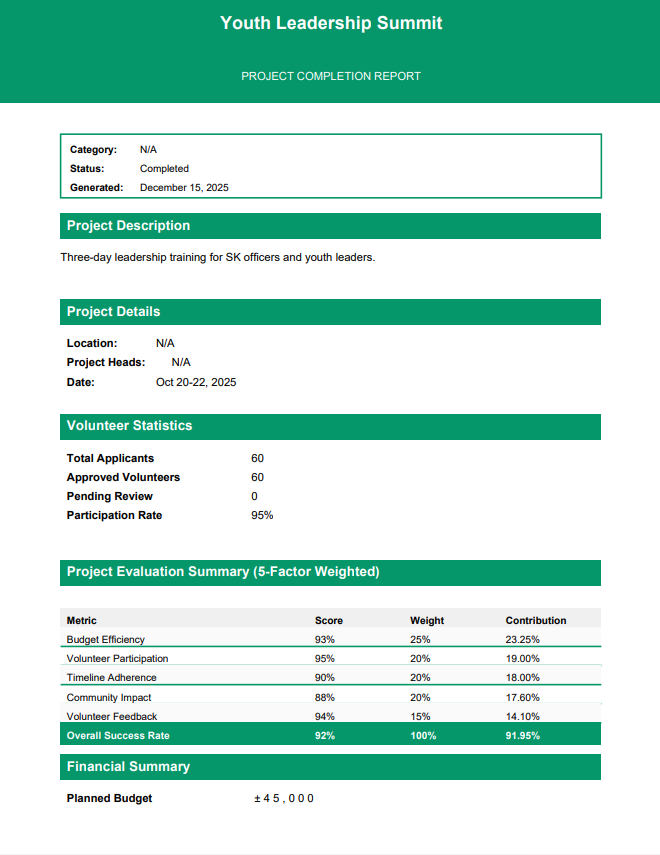 Youth Leadership Summit
PROJECT COMPLETION REPORT
Category: N/A
Status: Completed
Generated: December 15, 2025
Project Description
Three-day leadership training for SK officers and youth leaders.
Project Details
Location: N/A
Project Heads: N/A
Date: Oct 20-22, 2025
Volunteer Statistics
Total Applicants 60
Approved Volunteers 60
Pending Review 0
Participation Rate 95%
Project Evaluation Summary (5-Factor Weighted)
Metric Score Weight Contribution
Budget Efficiency 93% 25% 23.25%
Volunteer Participation 95% 20% 19.00%
Timeline Adherence 90% 20% 18.00%
Community Impact 88% 20% 17.60%
Volunteer Feedback 94% 15% 14.10%
Overall Success Rate 92% 100% 91.95%
Financial Summary
Planned Budget ±45,000